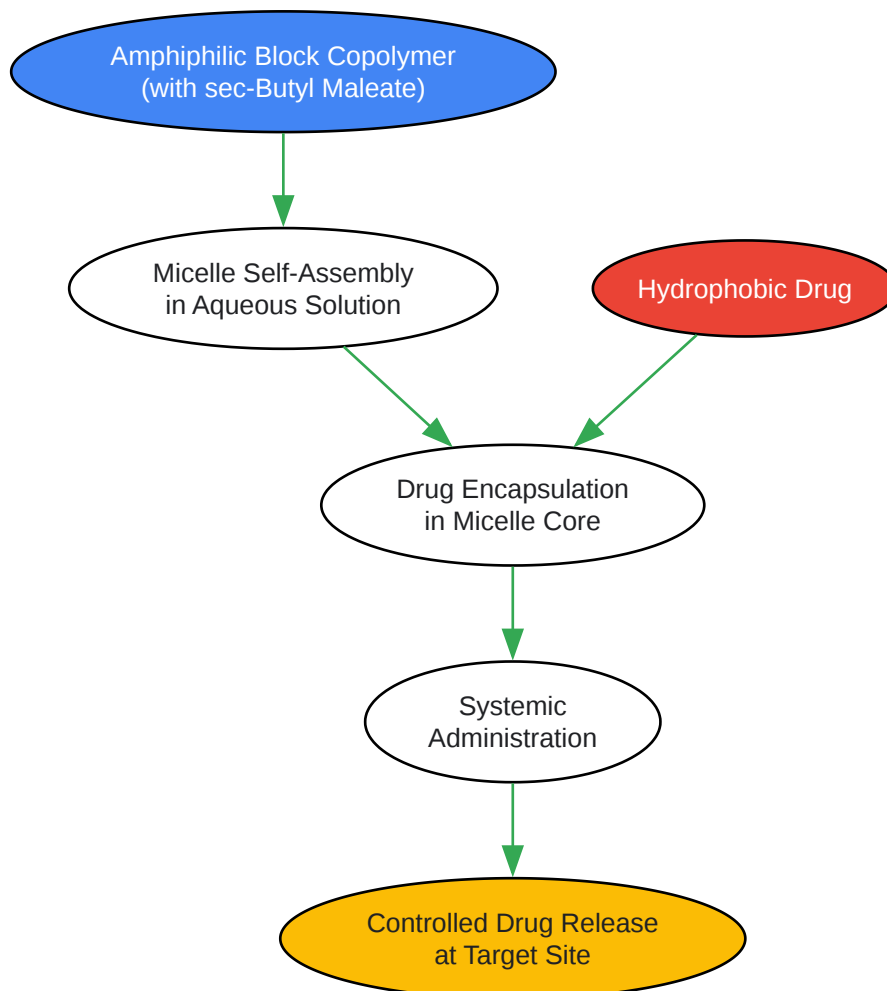 Amphiphilic Block Copolymer
(with sec-Butyl Maleate)
Micelle Self-Assembly
in Aqueous Solution
Hydrophobic Drug
Drug Encapsulation
in Micelle Core
Systemic
Administration
Controlled Drug Release
at Target Site